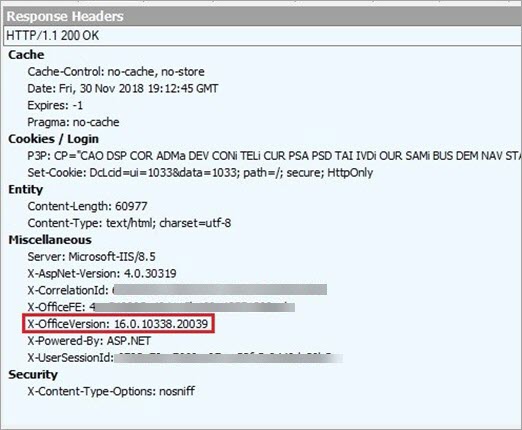 Response Headers
HTTP/1.1 200 OK
Cache
Cache-Control: no-cache, no-store
Date: Fri, 30 Nov 2018 19:12:45 GMT
Expires: -1
Pragma: no-cache
Cookies / Login
P3P: CP="CAO DSP COR ADMa DEV CONi TELi CUR PSA PSD TAI IVDi OUR SAMi BUS DEM NAV STA
Set-Cookie: DcLcid=ui=1033&data=1033; path=/; secure; HttpOnly
Entity
Content-Length: 60977
Content-Type: text/html; charset=utf-8
Miscellaneous
Server: Microsoft-IIS/8.5
X-AspNet-Version: 4.0.30319
X-CorrelationId:
X-OfficeFE:
X-OfficeVersion: 16.0.10338.20039
X-Powered-By: ASP.NET
X-UserSessionId:
Security
X-Content-Type-Options: nosniff